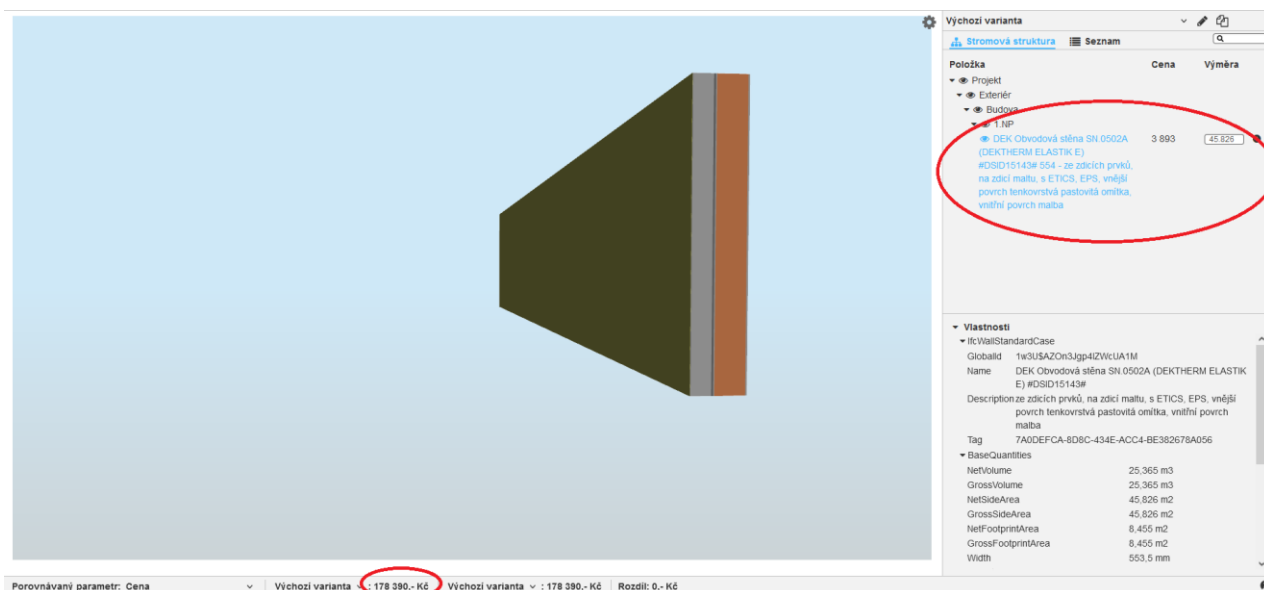 Výchozí varianta
Stromová struktura Seznam
Položka Cena Výměra
Projekt
Exteriér
Budova
1.NP
DEK Obvodová stěna SN.0502A 3 893 45.826
(DEKTHERM ELASTIK E)
#DSID15143# 554 - ze zdicích prvků,
na zdicí maltu, s ETICS, EPS, vnější
povrch tenkovrstvá pastovitá omítka,
vnitřní povrch malba
Vlastnosti
IfcWallStandardCase
GlobalId 1w3U$AZOn3Jgp4IZWcUA1M
Name DEK Obvodová stěna SN.0502A (DEKTHERM ELASTIK
E) #DSID15143#
Description ze zdicích prvků, na zdicí maltu, s ETICS, EPS, vnější
povrch tenkovrstvá pastovitá omítka, vnitřní povrch
malba
Tag 7A0DEFCA-8D8C-434E-ACC4-BE382678A056
BaseQuantities
NetVolume 25,365 m3
GrossVolume 25,365 m3
NetSideArea 45,826 m2
GrossSideArea 45,826 m2
NetFootprintArea 8,455 m2
GrossFootprintArea 8,455 m2
Width 553,5 mm
Porovnávaný parametr: Cena Výchozí varianta : 178 390.- Kč Výchozí varianta : 178 390.- Kč Rozdíl: 0,- Kč